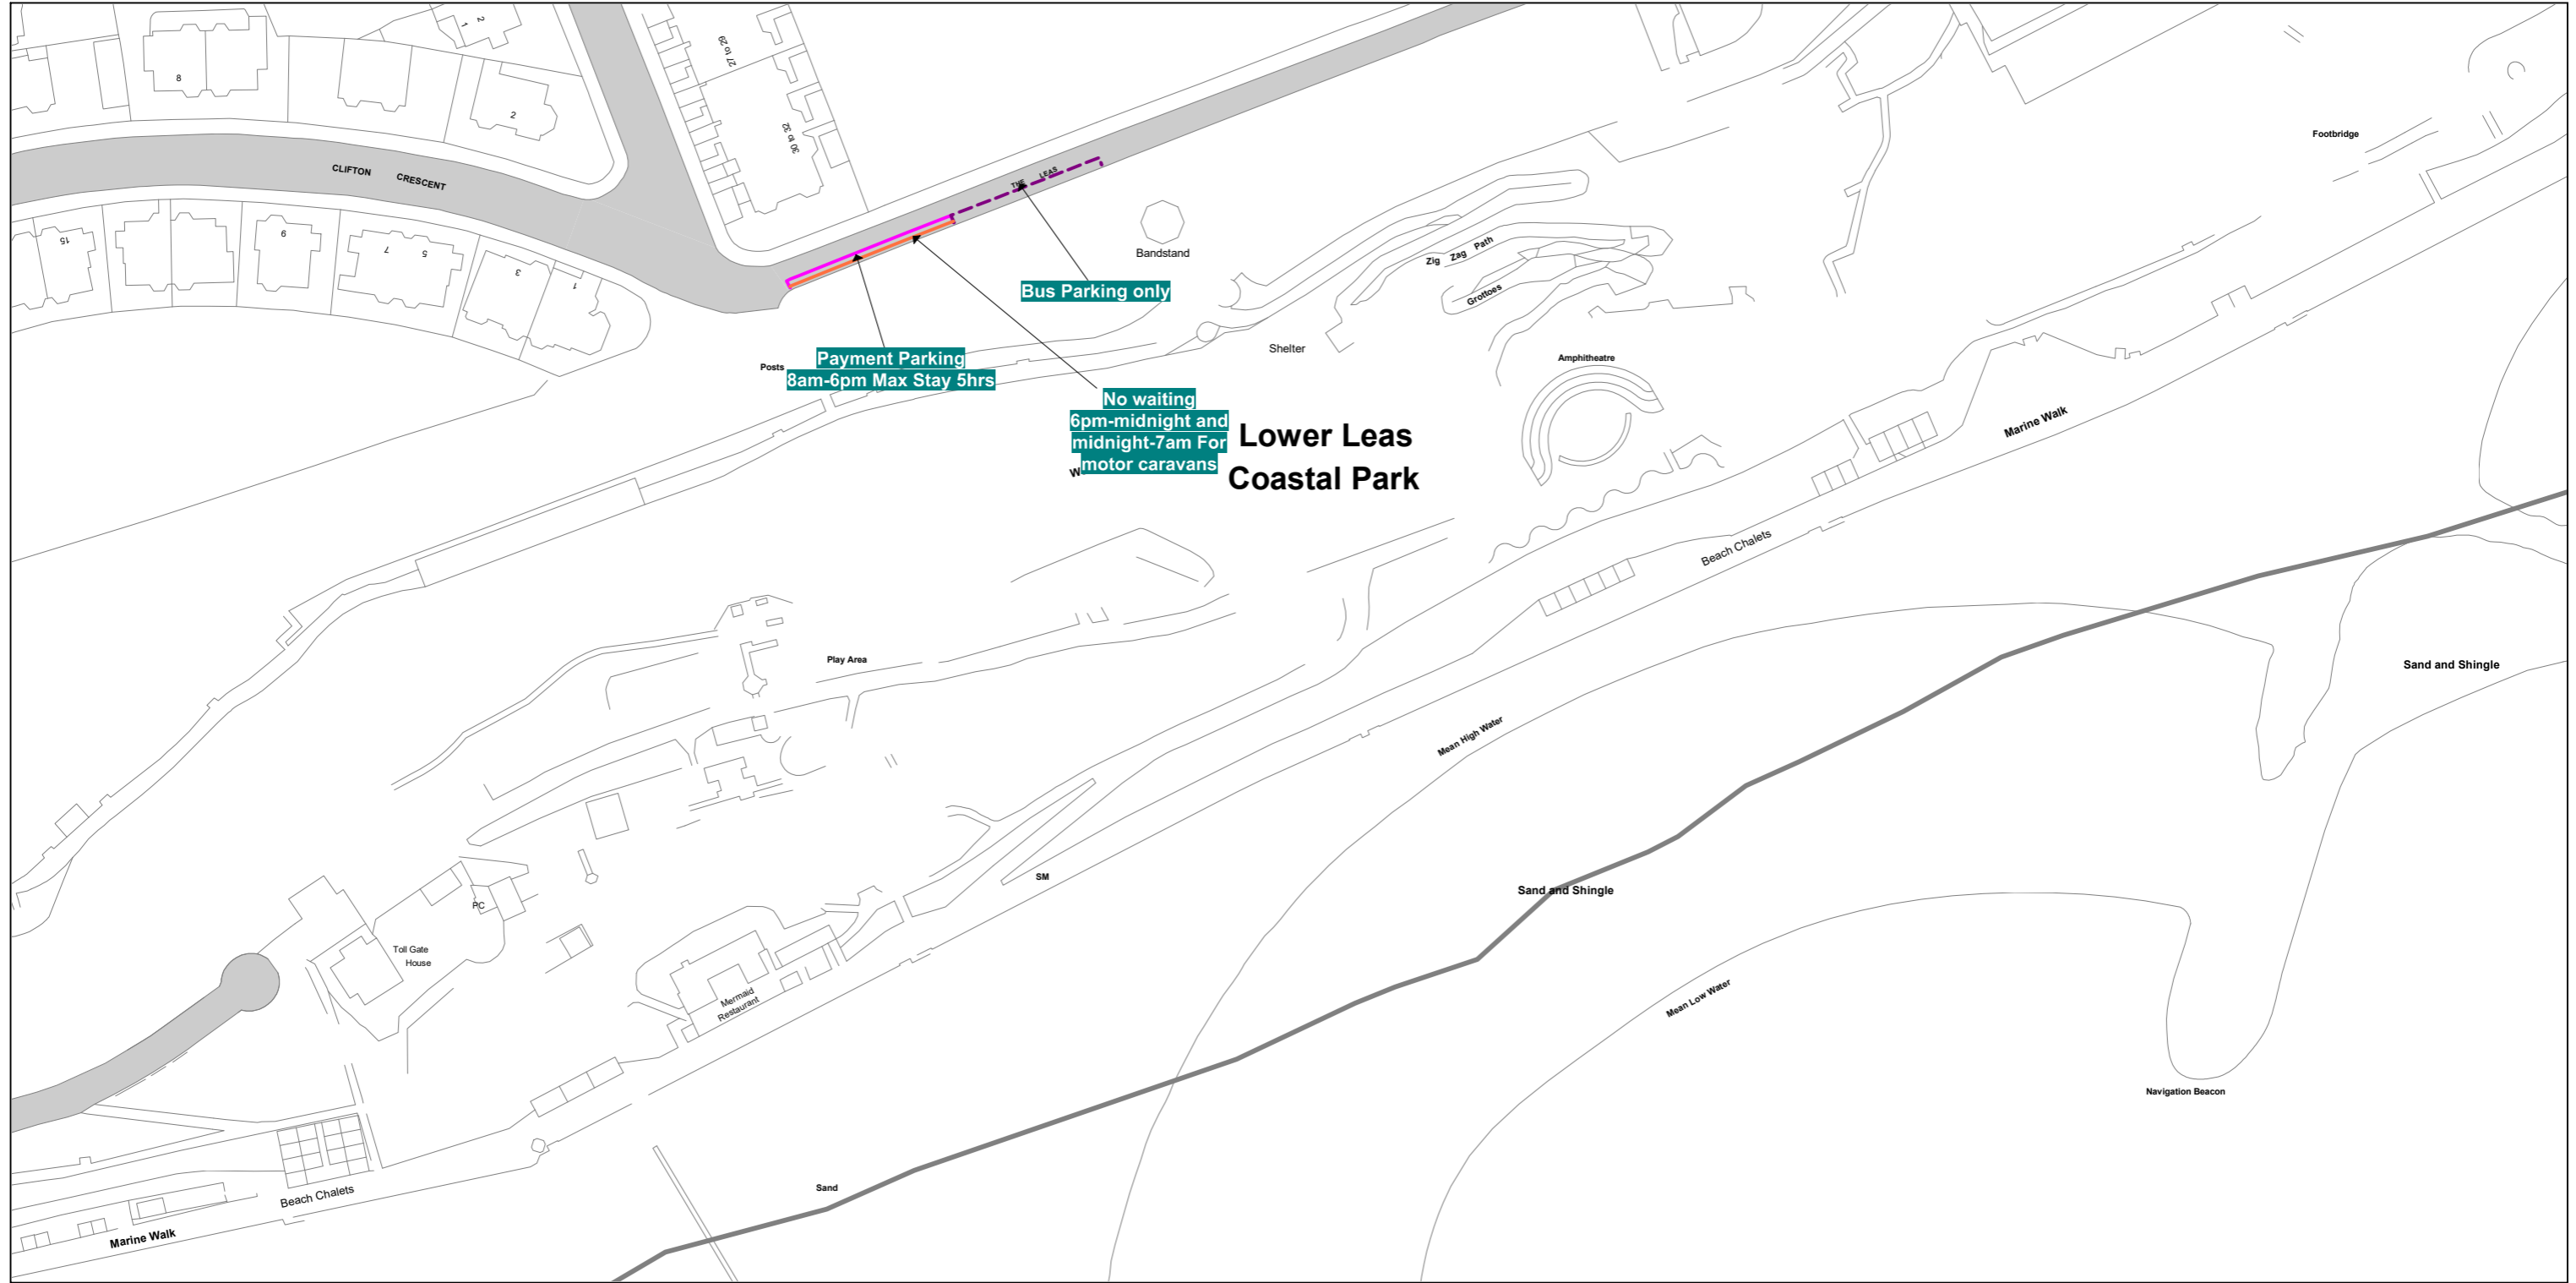 1
2
27 to 29
8
2
30 to 32
Footbridge
CLIFTON CRESCENT
THE LEAS
15
9
7
5
3
1
Bandstand
Zig Zag Path
Grottoes
Bus Parking only
Shelter
Amphitheatre
Posts
Payment Parking
8am-6pm Max Stay 5hrs
No waiting
6pm-midnight and
midnight-7am For
motor caravans
Lower Leas
Coastal Park
Marine Walk
Beach Chalets
Play Area
Sand and Shingle
Mean High Water
SM
Sand and Shingle
PC
Toll Gate
House
Mermaid
Restaurant
Mean Low Water
Navigation Beacon
Sand
Beach Chalets
Marine Walk